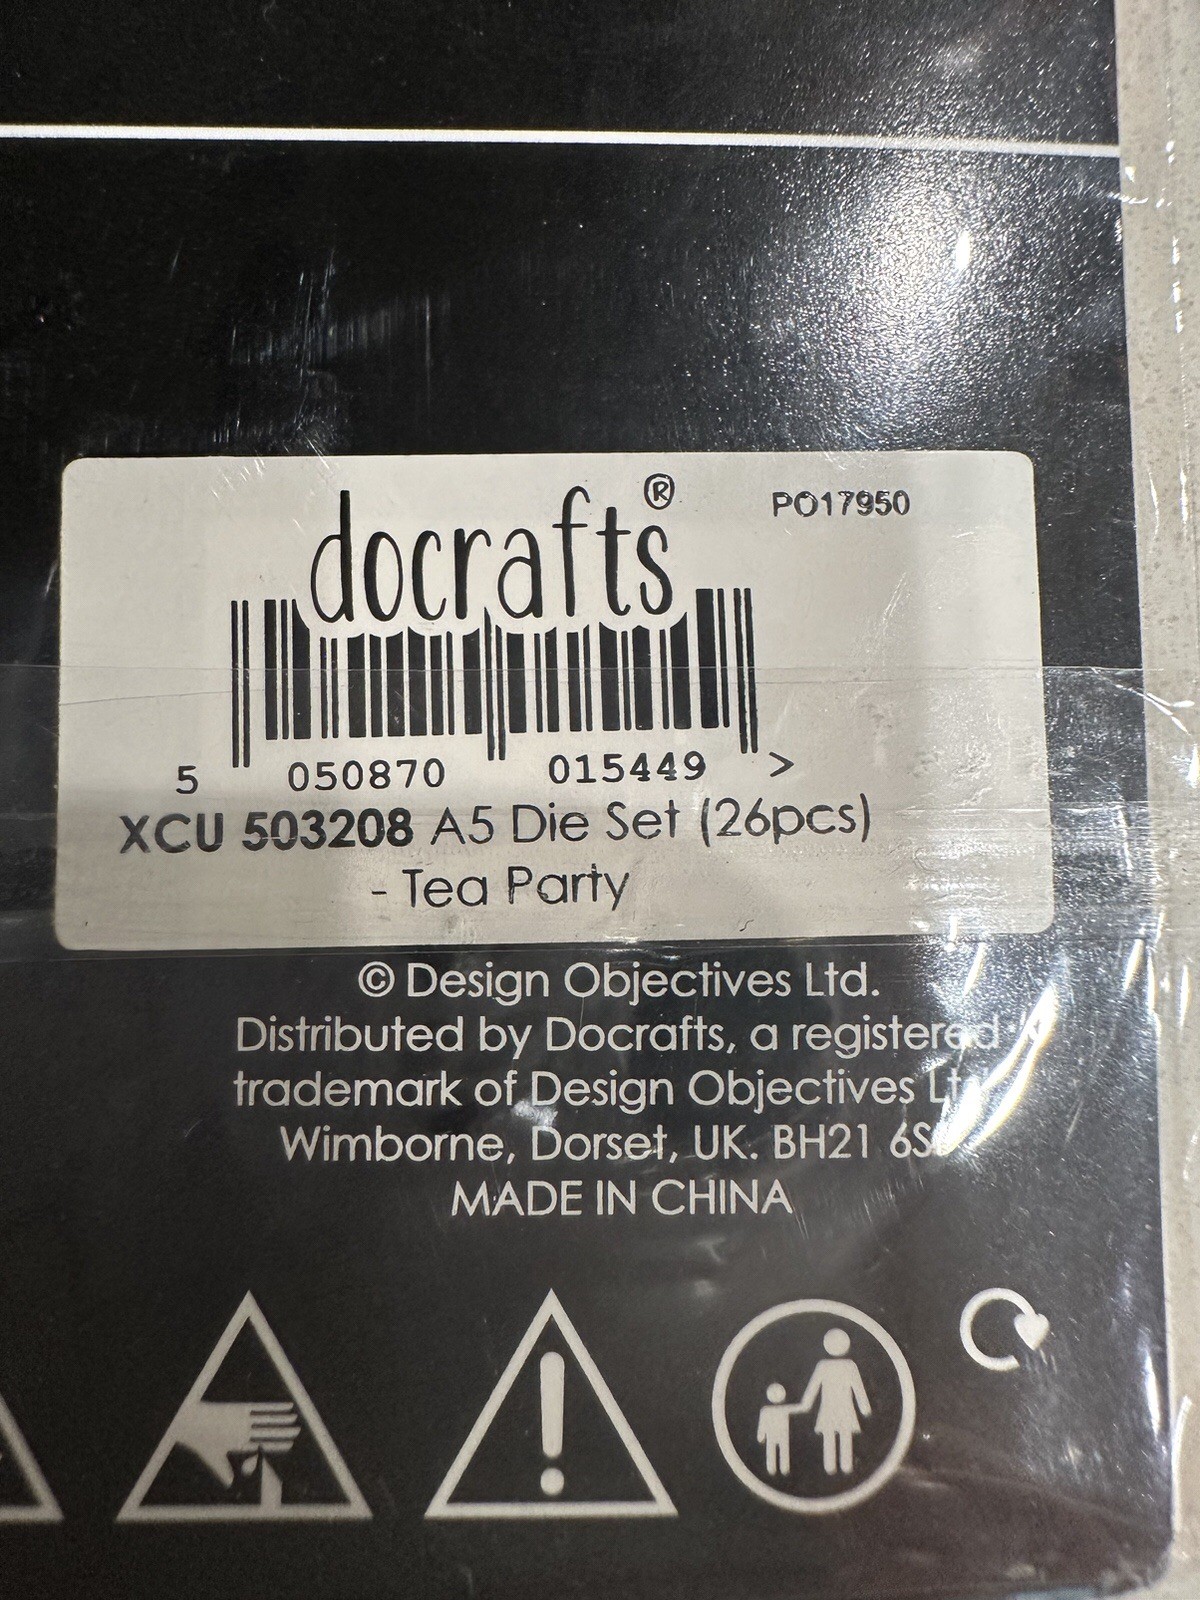 docrafts®
PO17950
5 050870 015449 >
XCU 503208 A5 Die Set (26pcs)
- Tea Party
© Design Objectives Ltd.
Distributed by Docrafts, a registered
trademark of Design Objectives
Wimborne, Dorset, UK. BH21
MADE IN CHINA